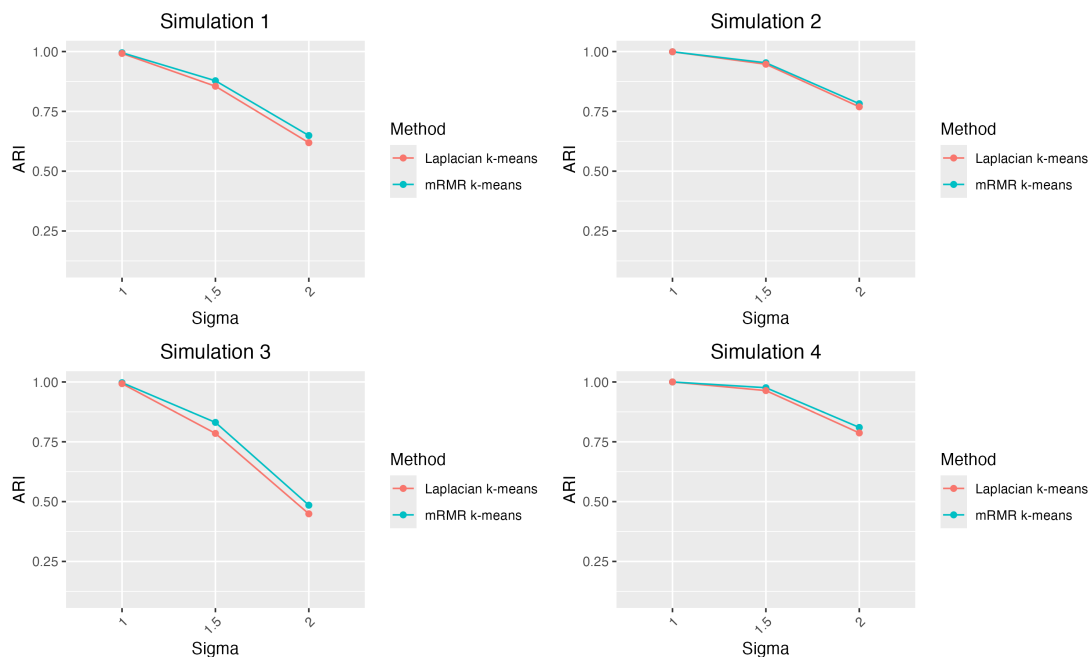 Simulation 1
1.00
0.75
0.50
0.25
ARI
1
1.5
2
Sigma
Method
Laplacian k-means
mRMR k-means
Simulation 2
1.00
0.75
0.50
0.25
ARI
1
1.5
2
Sigma
Method
Laplacian k-means
mRMR k-means
Simulation 3
1.00
0.75
0.50
0.25
ARI
1
1.5
2
Sigma
Method
Laplacian k-means
mRMR k-means
Simulation 4
1.00
0.75
0.50
0.25
ARI
1
1.5
2
Sigma
Method
Laplacian k-means
mRMR k-means